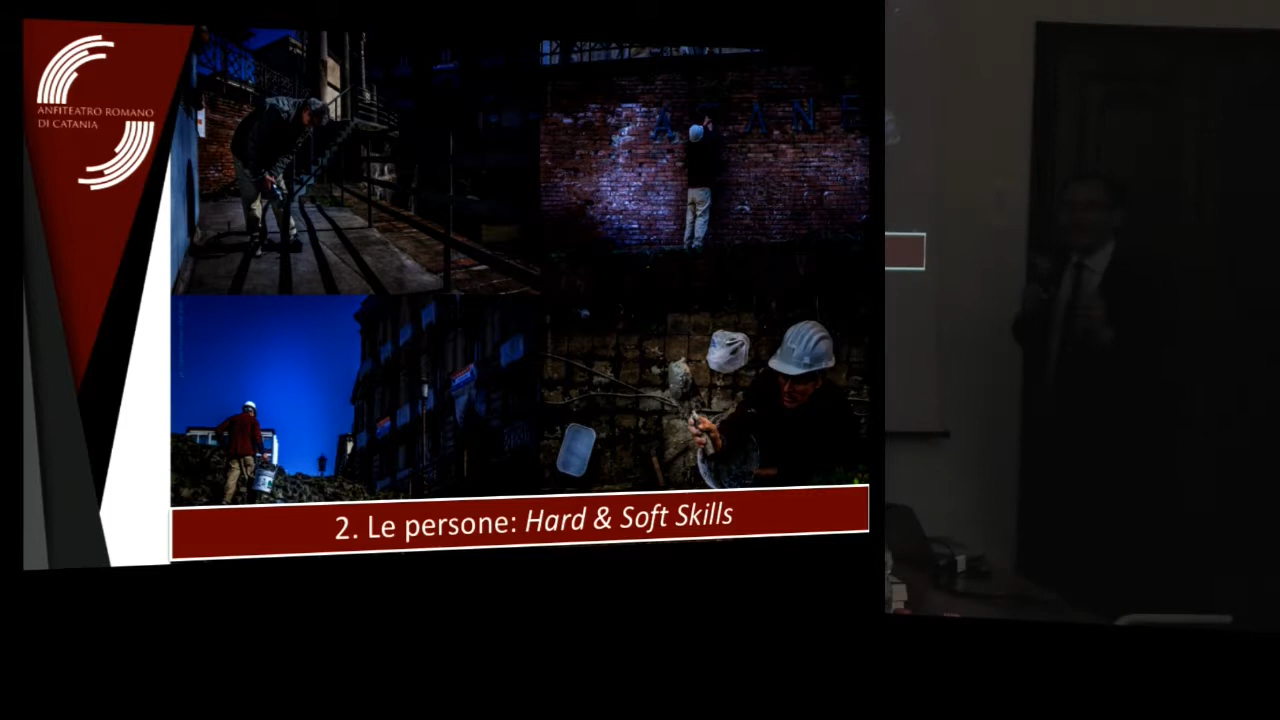 ANFITEATRO ROMANO
DI CATANIA
2. Le persone: Hard & Soft Skills